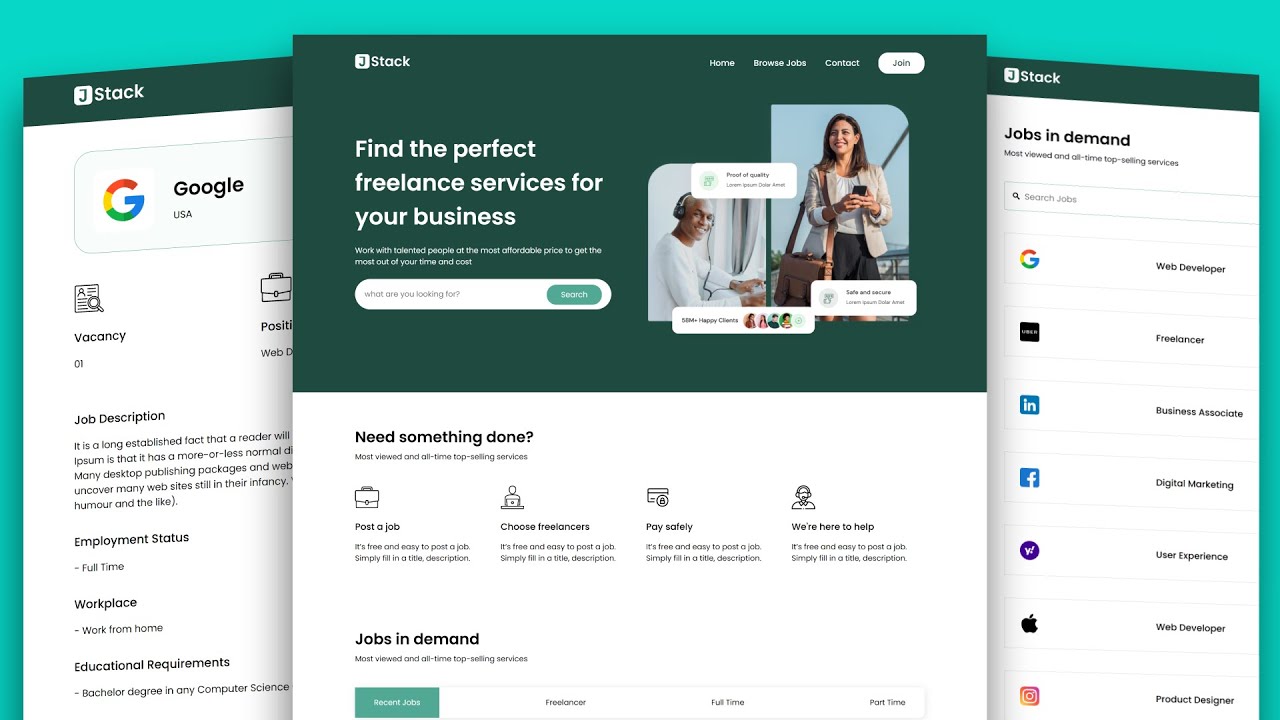 J Stack
Google
USA
Vacancy
01
Positi
Web D
Job Description
It is a long established fact that a reader will
Ipsum is that it has a more-or-less normal di
Many desktop publishing packages and web
uncover many web sites still in their infancy.
humour and the like).
Employment Status
- Full Time
Workplace
- Work from home
Educational Requirements
- Bachelor degree in any Computer Science
J Stack
Home
Browse Jobs
Contact
Join
Find the perfect
freelance services for
your business
Work with talented people at the most affordable price to get the
most out of your time and cost
what are you looking for?
Search
Proof of quality
Lorem Ipsum Dolar Amet
Safe and secure
Lorem Ipsum Dolar Amet
58M+ Happy Clients
Need something done?
Most viewed and all-time top-selling services
Post a job
It's free and easy to post a job.
Simply fill in a title, description.
Choose freelancers
It's free and easy to post a job.
Simply fill in a title, description.
Pay safely
It's free and easy to post a job.
Simply fill in a title, description.
We're here to help
It's free and easy to post a job.
Simply fill in a title, description.
Jobs in demand
Most viewed and all-time top-selling services
Recent Jobs
Freelancer
Full Time
Part Time
J Stack
Jobs in demand
Most viewed and all-time top-selling services
Search Jobs
Web Developer
UBER
Freelancer
in
Business Associate
f
Digital Marketing
y!
User Experience
Web Developer
Product Designer